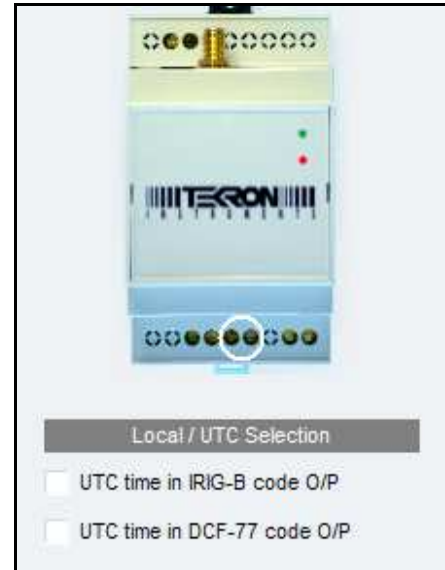 TEKRON
INSTRUMENTS
Local / UTC Selection
UTC time in IRIG-B code O/P
UTC time in DCF-77 code O/P